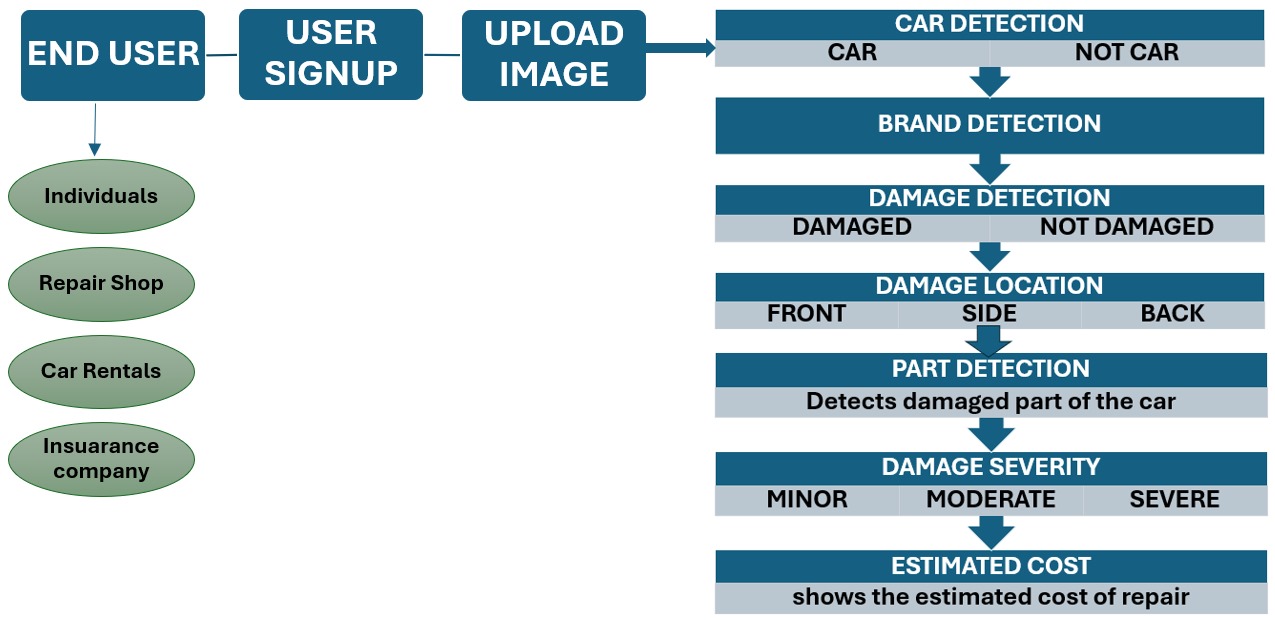 END USER
USER
SIGNUP
UPLOAD
IMAGE
Individuals
Repair Shop
Car Rentals
Insuarance
company
CAR DETECTION
CAR NOT CAR
BRAND DETECTION
DAMAGE DETECTION
DAMAGED NOT DAMAGED
DAMAGE LOCATION
FRONT SIDE BACK
PART DETECTION
Detects damaged part of the car
DAMAGE SEVERITY
MINOR MODERATE SEVERE
ESTIMATED COST
shows the estimated cost of repair